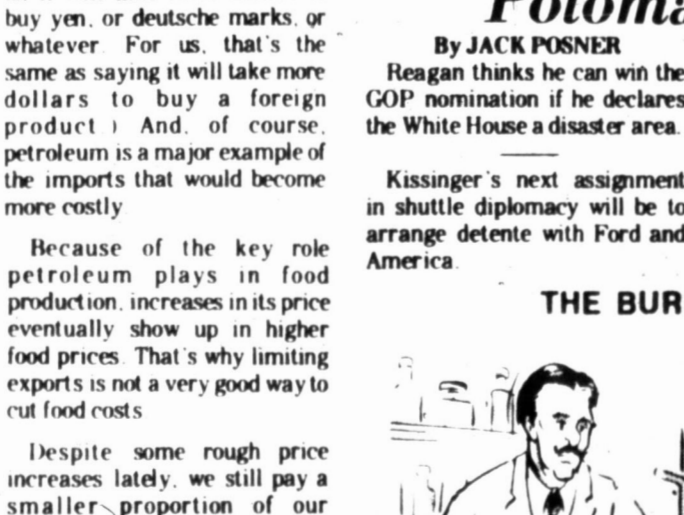 buy yen, or deutsche marks, or
whatever. For us, that's the
same as saying it will take more
dollars to buy a foreign
product.) And, of course,
petroleum is a major example of
the imports that would become
more costly
Because of the key role
petroleum plays in food
production, increases in its price
eventually show up in higher
food prices. That's why limiting
exports is not a very good way to
cut food costs
Despite some rough price
increases lately, we still pay a
smaller proportion of our
Potoma
By JACK POSNER
Reagan thinks he can win the
GOP nomination if he declares
the White House a disaster area.
Kissinger's next assignment
in shuttle diplomacy will be to
arrange detente with Ford and
America.
THE BUR